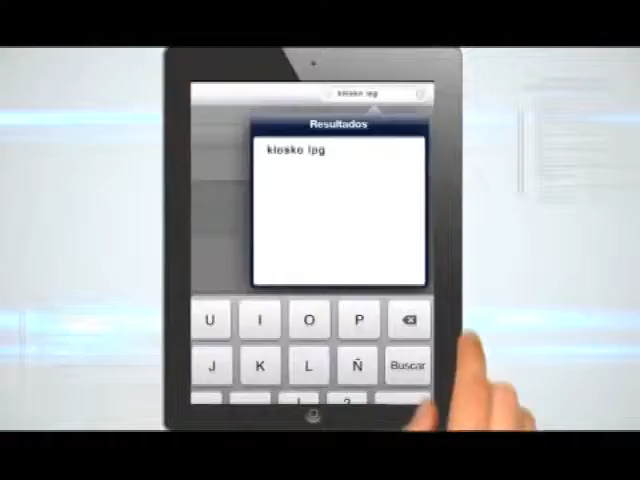 kiosko lpg
Resultados
kiosko lpg
U I O P
J K L Ñ Buscar
! ?